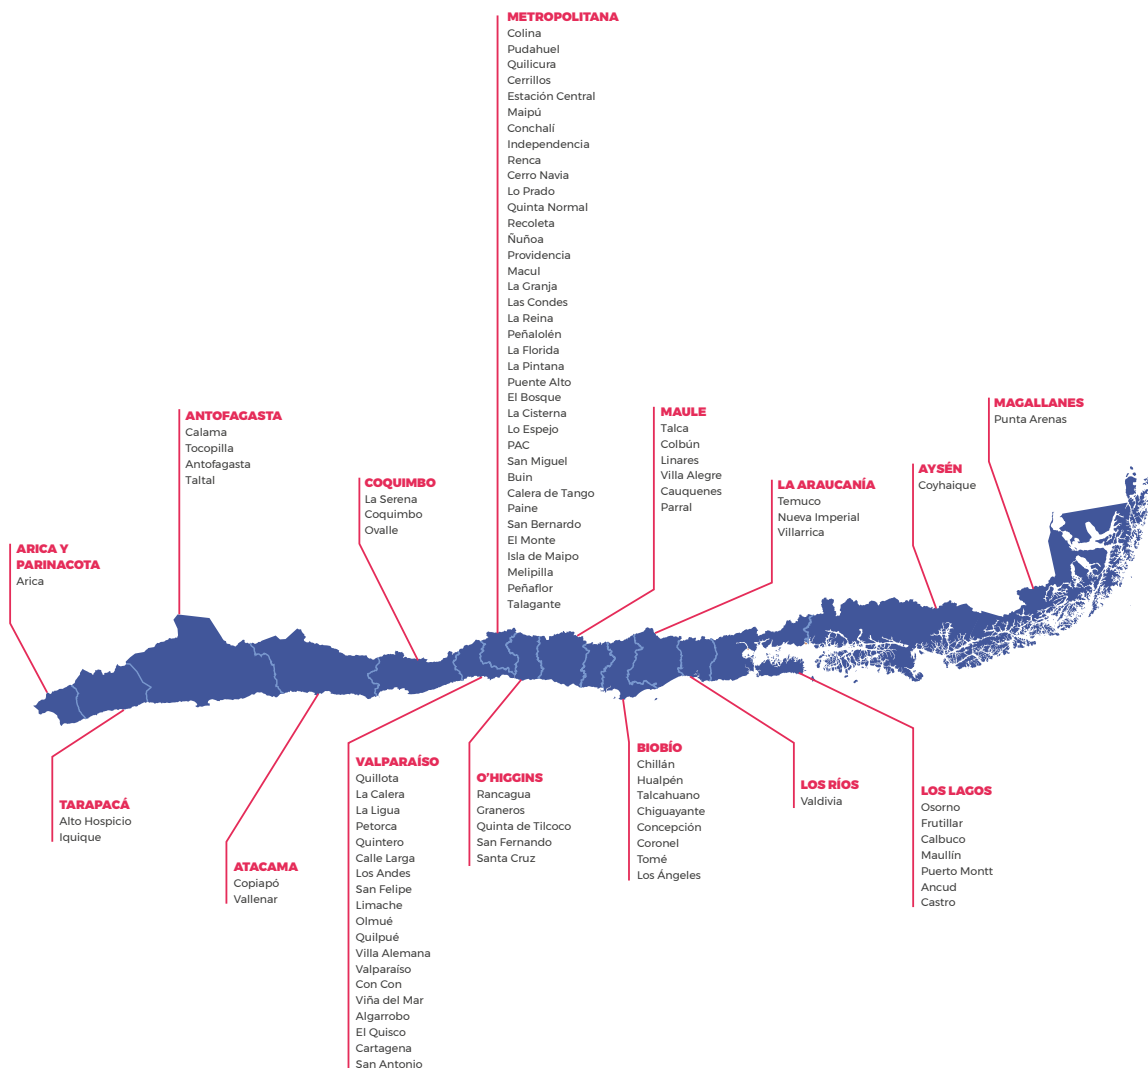 METROPOLITANA
Colina
Pudahuel
Quilicura
Cerrillos
Estación Central
Maipú
Conchalí
Independencia
Renca
Cerro Navia
Lo Prado
Quinta Normal
Recoleta
Ñuñoa
Providencia
Macul
La Granja
Las Condes
La Reina
Peñalolén
La Florida
La Pintana
Puente Alto
El Bosque
La Cisterna
Lo Espejo
PAC
San Miguel
Buin
Calera de Tango
Paine
San Bernardo
El Monte
Isla de Maipo
Melipilla
Peñaflor
Talagante
ARICA Y
PARINACOTA
Arica
ANTOFAGASTA
Calama
Tocopilla
Antofagasta
Taltal
COQUIMBO
La Serena
Coquimbo
Ovalle
MAULE
Talca
Colbún
Linares
Villa Alegre
Cauquenes
Parral
LA ARAUCANÍA
Temuco
Nueva Imperial
Villarrica
AYSÉN
Coyhaique
MAGALLANES
Punta Arenas
TARAPACÁ
Alto Hospicio
Iquique
ATACAMA
Copiapó
Vallenar
VALPARAÍSO
Quillota
La Calera
La Ligua
Petorca
Quintero
Calle Larga
Los Andes
San Felipe
Limache
Olmué
Quilpué
Villa Alemana
Valparaíso
Con Con
Viña del Mar
Algarrobo
El Quisco
Cartagena
San Antonio
O'HIGGINS
Rancagua
Graneros
Quinta de Tilcoco
San Fernando
Santa Cruz
BIOBÍO
Chillán
Hualpén
Talcahuano
Chiguayante
Concepción
Coronel
Tomé
Los Ángeles
LOS RÍOS
Valdivia
LOS LAGOS
Osorno
Frutillar
Calbuco
Maullín
Puerto Montt
Ancud
Castro